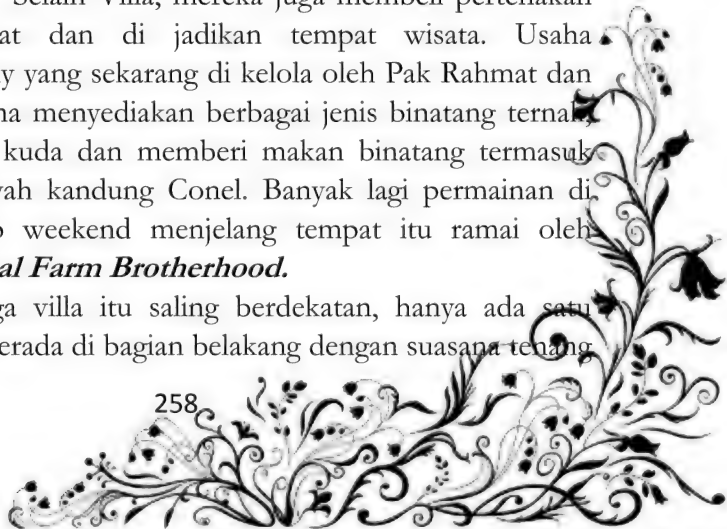 Selain Villa, mereka juga membeli peternakan
at dan di jadikan tempat wisata. Usaha
y yang sekarang di kelola oleh Pak Rahmat dan
na menyediakan berbagai jenis binatang ternak,
kuda dan memberi makan binatang termasuk
yah kandung Conel. Banyak lagi permainan di
weekend menjelang tempat itu ramai oleh
al Farm Brotherhood.
ga villa itu saling berdekatan, hanya ada satu
erada di bagian belakang dengan suasana tenang
258